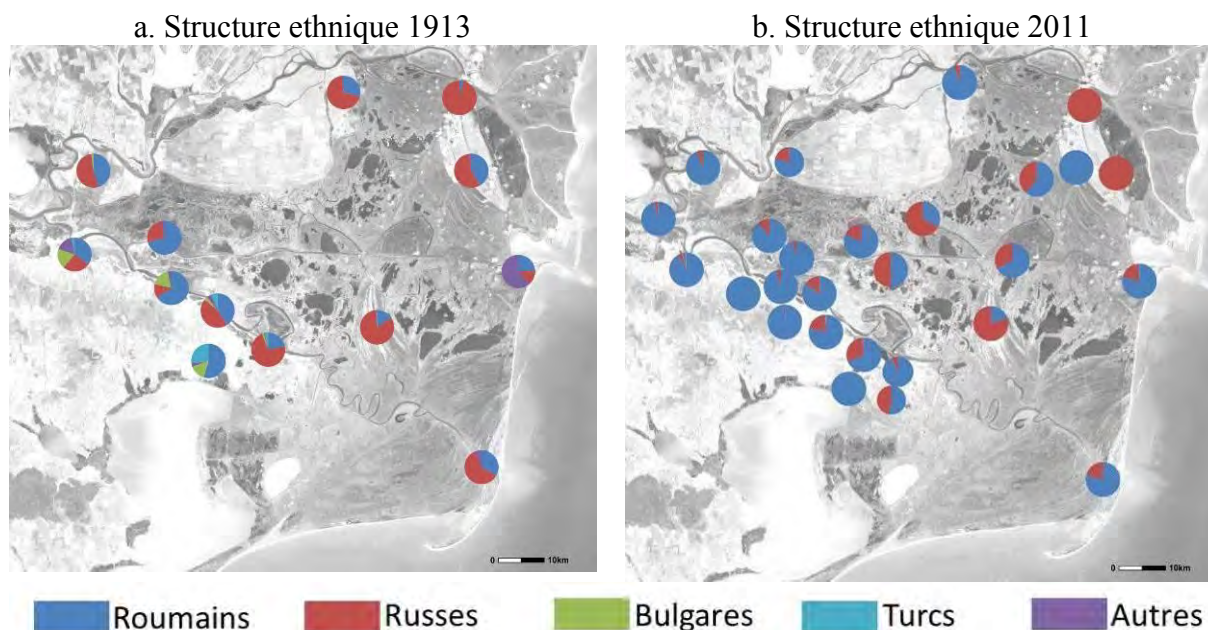 a. Structure ethnique 1913
b. Structure ethnique 2011
0 10km
0 10km
Roumains Russes Bulgares Turcs Autres